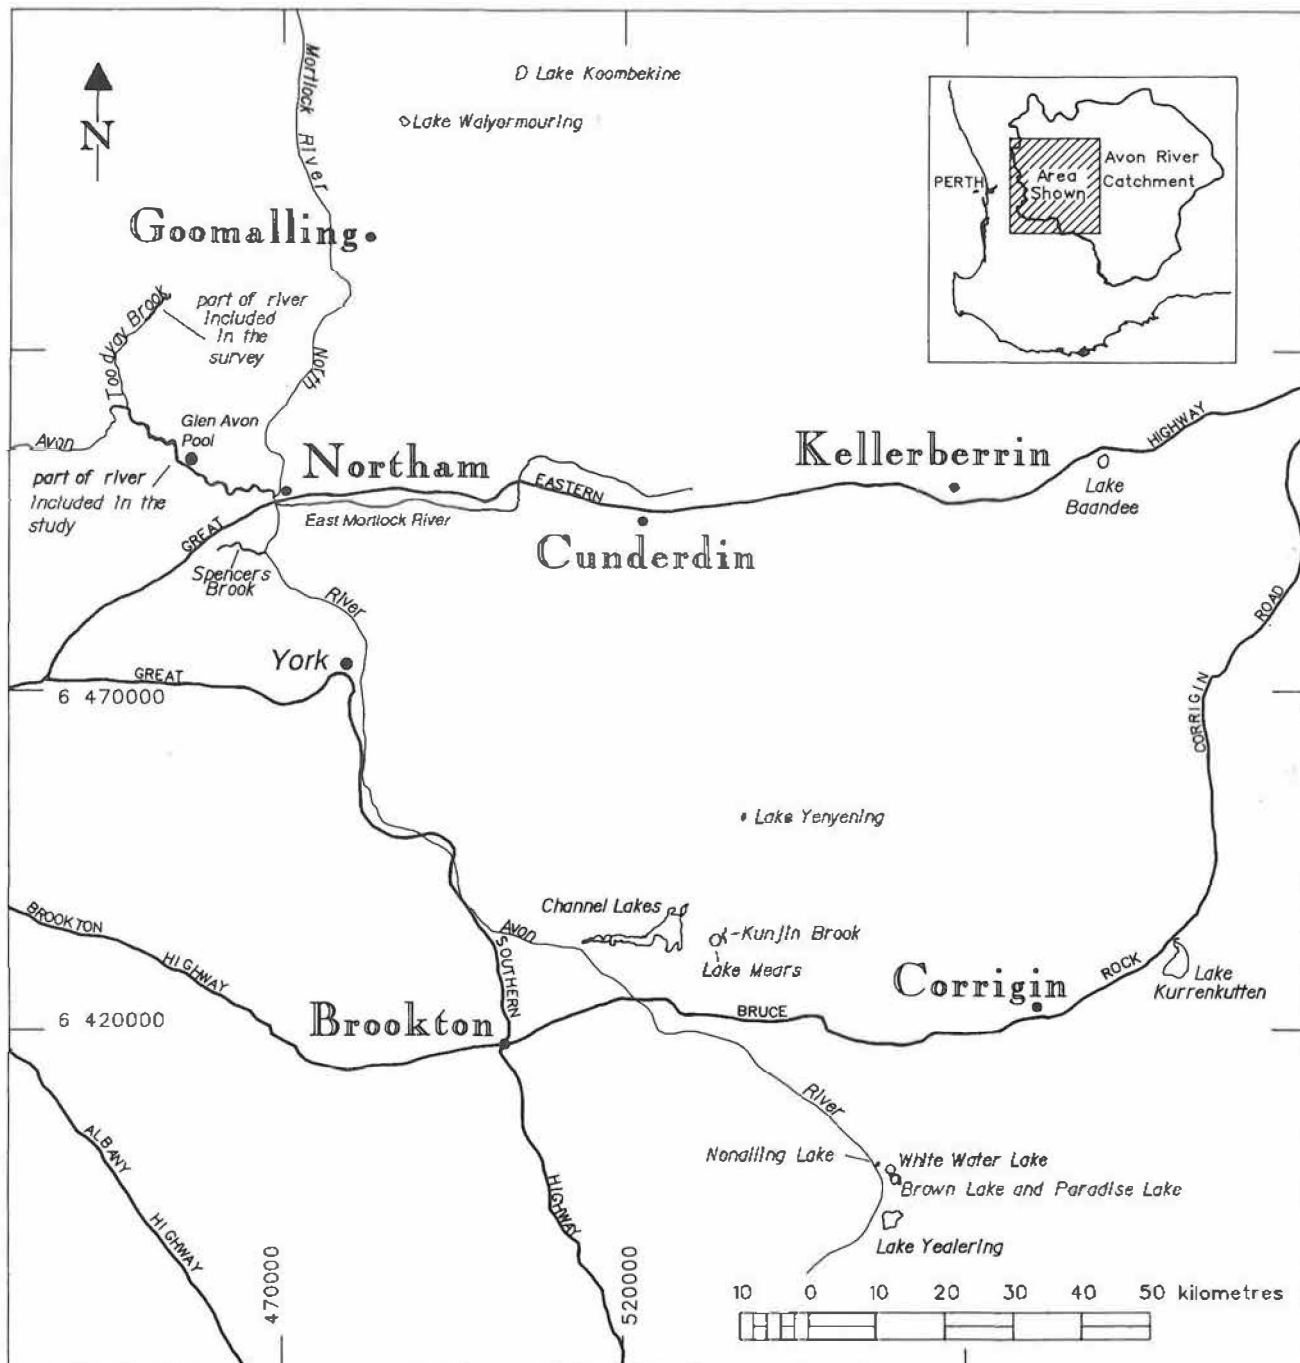 D Lake Koombekine
Lake Walyormouring
Mortlock River
North
N
Goomalling
Avon River
Catchment
PERTH
Area
Shown
Toodyay Brook
part of river
included
in the
survey
Glen Avon
Pool
Avon
part of river
included in the
study
Northam
Kellerberrin
HIGHWAY
Lake
Baandee
EASTERN
East Mortlock River
GREAT
Cunderdin
Spencers
Brook
River
ROAD
York
GREAT
6 470000
CORRIGIN
Lake Yenyening
Channel Lakes
BROOKTON
HIGHWAY
Avon
Kunjin Brook
Lake Mears
SOUTHERN
Corrigin
ROCK
Lake
Kurrenkutten
6 420000
Brookton
BRUCE
River
ALBANY
HIGHWAY
HIGHWAY
Nonalling Lake
White Water Lake
Brown Lake and Paradise Lake
Lake Yealering
470000
520000
10 0 10 20 30 40 50 kilometres